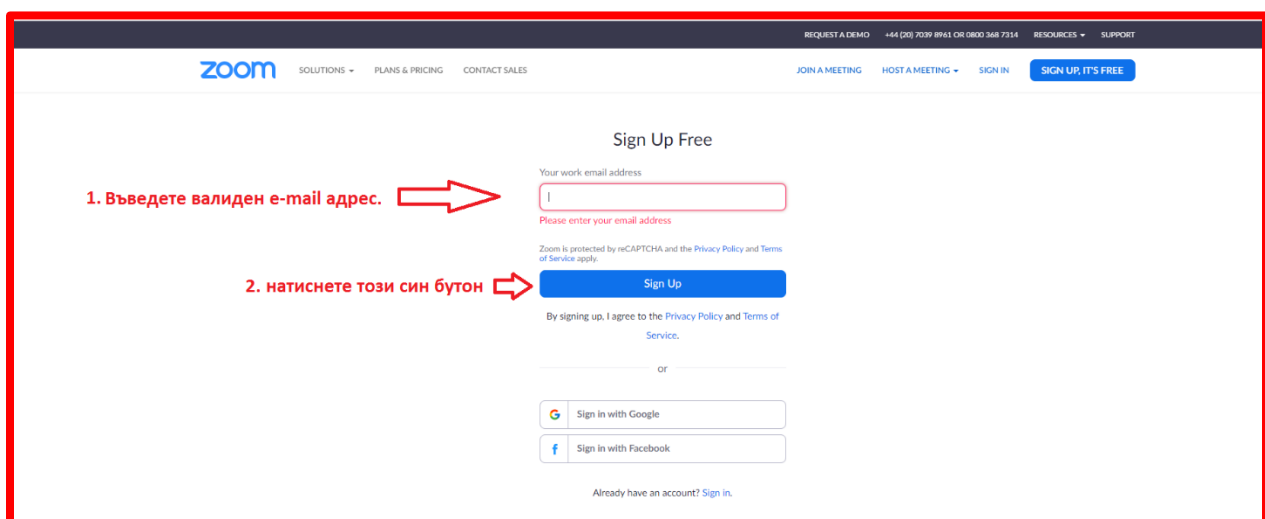 REQUEST A DEMO +44 (20) 7039 8961 OR 0800 368 7314 RESOURCES SUPPORT
zoom SOLUTIONS PLANS & PRICING CONTACT SALES JOIN A MEETING HOST A MEETING SIGN IN SIGN UP, IT'S FREE
Sign Up Free
Your work email address
1. Въведете валиден e-mail адрес.
Please enter your email address
Zoom is protected by reCAPTCHA and the Privacy Policy and Terms
of Service apply.
2. натиснете този син бутон
Sign Up
By signing up, I agree to the Privacy Policy and Terms of
Service.
or
Sign in with Google
Sign in with Facebook
Already have an account? Sign in.